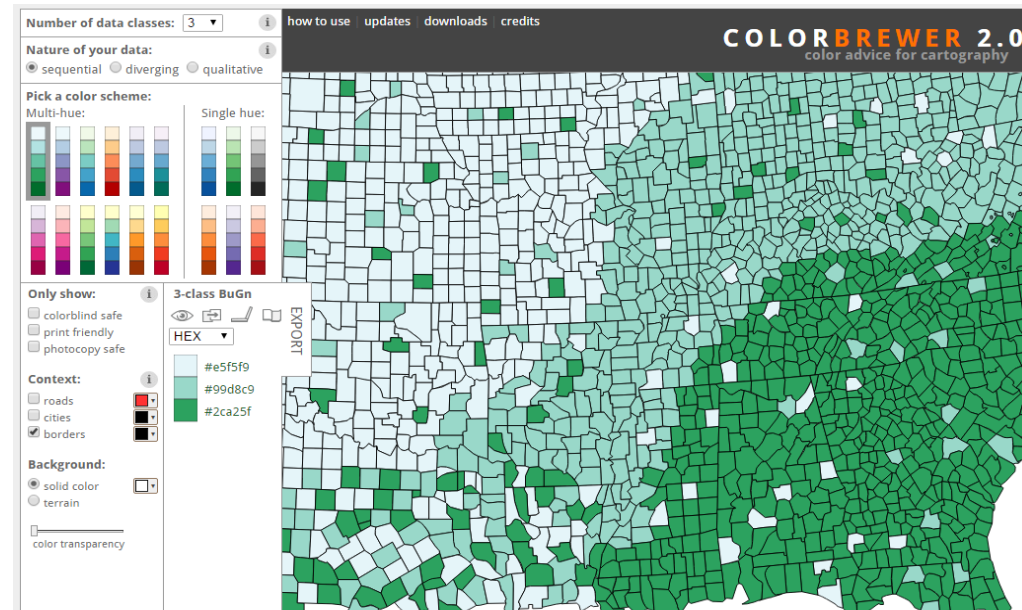 Number of data classes: 3
how to use | updates | downloads | credits
COLORBREWER 2.0
color advice for cartography
Nature of your data:
sequential diverging qualitative
Pick a color scheme:
Multi-hue: Single hue:
Only show:
colorblind safe
print friendly
photocopy safe
Context:
roads
cities
borders
Background:
solid color
terrain
color transparency
3-class BuGn
HEX
EXPORT
#e5f5f9
#99d8c9
#2ca25f